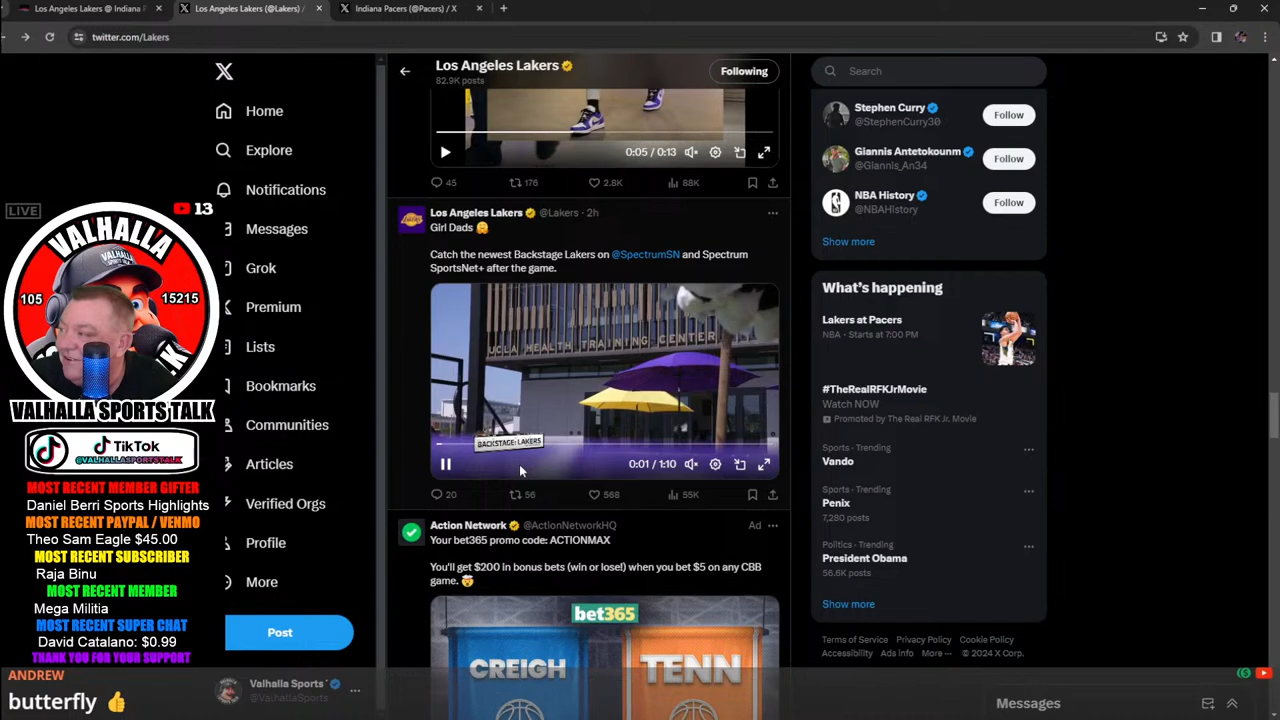 Los Angeles Lakers @ Indiana P
Los Angeles Lakers (@Lakers) /
Indiana Pacers (@Pacers) / X
twitter.com/Lakers
Home
Explore
Notifications
Messages
Grok
Premium
Lists
Bookmarks
Communities
Articles
Verified Orgs
Profile
More
Post
Valhalla Sports
@ValhallaSports
LIVE
13
VALHALLA
105
15215
TALK
VALHALLA SPORTS TALK
TikTok
@VALHALLASPORTSTALK
MOST RECENT MEMBER GIFTER
Daniel Berri Sports Highlights
MOST RECENT PAYPAL / VENMO
Theo Sam Eagle $45.00
MOST RECENT SUBSCRIBER
Raja Binu
MOST RECENT MEMBER
Mega Militia
MOST RECENT SUPER CHAT
David Catalano: $0.99
THANK YOU FOR YOUR SUPPORT
ANDREW
butterfly 👍
Los Angeles Lakers
82.9K posts
Following
0:05 / 0:13
45 176 2.8K 88K
Los Angeles Lakers @Lakers · 2h
Girl Dads 🤗
Catch the newest Backstage Lakers on @SpectrumSN and Spectrum
SportsNet+ after the game.
UCLA HEALTH TRAINING CENTER
BACKSTAGE: LAKERS
0:01 / 1:10
20 56 568 55K
Action Network @ActionNetworkHQ Ad
Your bet365 promo code: ACTIONMAX
You'll get $200 in bonus bets (win or lose!) when you bet $5 on any CBB
game. 🤯
bet365
CREIGH
TENN
Search
Stephen Curry
@StephenCurry30
Follow
Giannis Antetokounm
@Giannis_An34
Follow
NBA History
@NBAHistory
Follow
Show more
What's happening
Lakers at Pacers
NBA · Starts at 7:00 PM
#TheRealRFKJrMovie
Watch NOW
Promoted by The Real RFK Jr. Movie
Sports · Trending
Vando
Sports · Trending
Penix
7,280 posts
Politics · Trending
President Obama
56.6K posts
Show more
Terms of Service Privacy Policy Cookie Policy
Accessibility Ads info More ··· © 2024 X Corp.
Messages